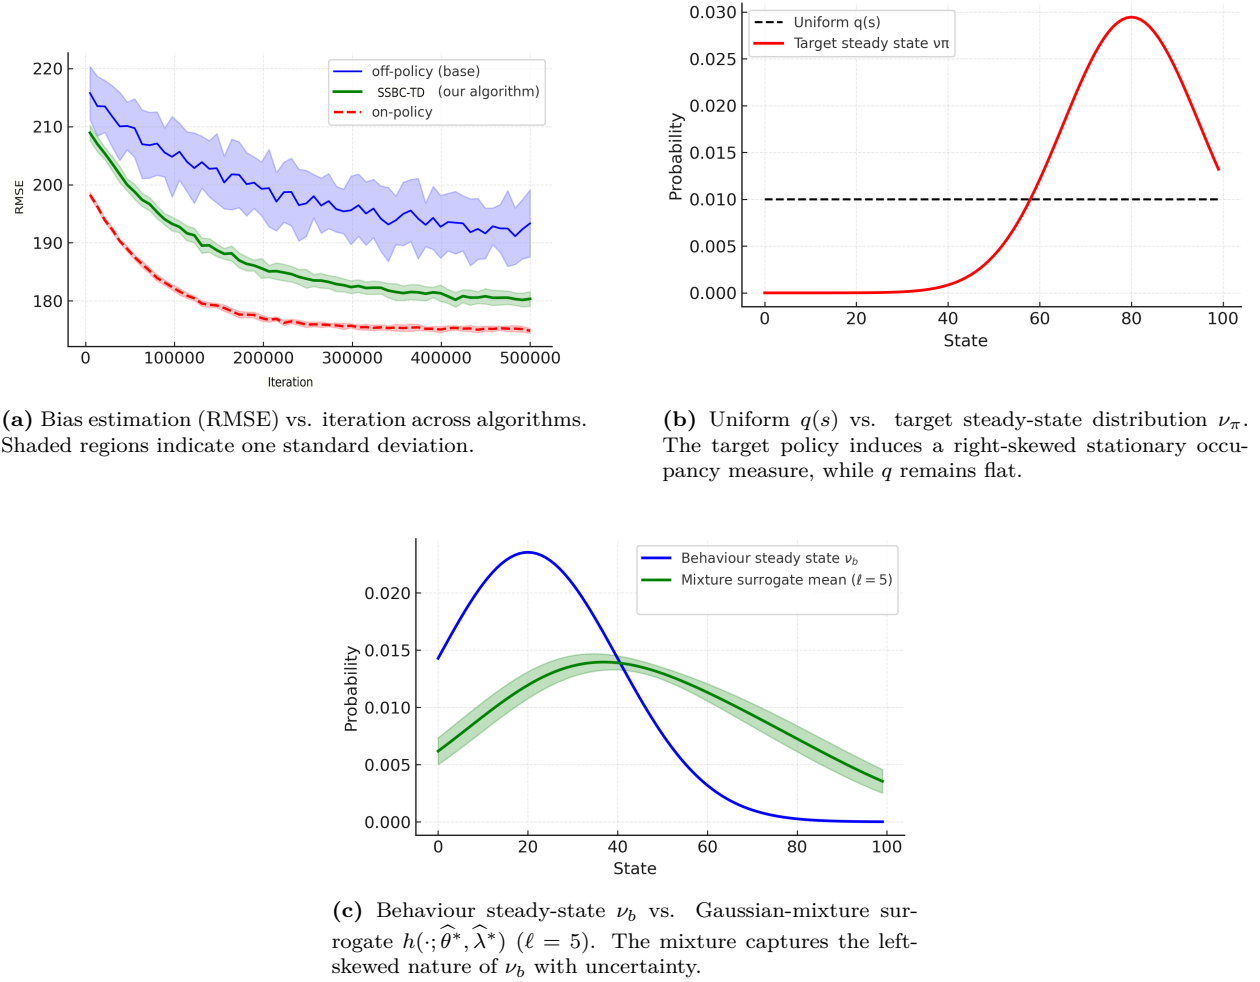 220
210
200
190
180
RMSE
off-policy (base)
SSBC-TD (our algorithm)
on-policy
0 100000 200000 300000 400000 500000
Iteration
(a) Bias estimation (RMSE) vs. iteration across algorithms.
Shaded regions indicate one standard deviation.
0.030
0.025
0.020
0.015
0.010
0.005
0.000
Probability
Uniform q(s)
Target steady state νπ
0 20 40 60 80 100
State
(b) Uniform q(s) vs. target steady-state distribution ν_π.
The target policy induces a right-skewed stationary occu-
pancy measure, while q remains flat.
0.020
0.015
0.010
0.005
0.000
Probability
Behaviour steady state ν_b
Mixture surrogate mean (ℓ = 5)
0 20 40 60 80 100
State
(c) Behaviour steady-state ν_b vs. Gaussian-mixture sur-
rogate h(·; θ̂*, λ̂*) (ℓ = 5). The mixture captures the left-
skewed nature of ν_b with uncertainty.